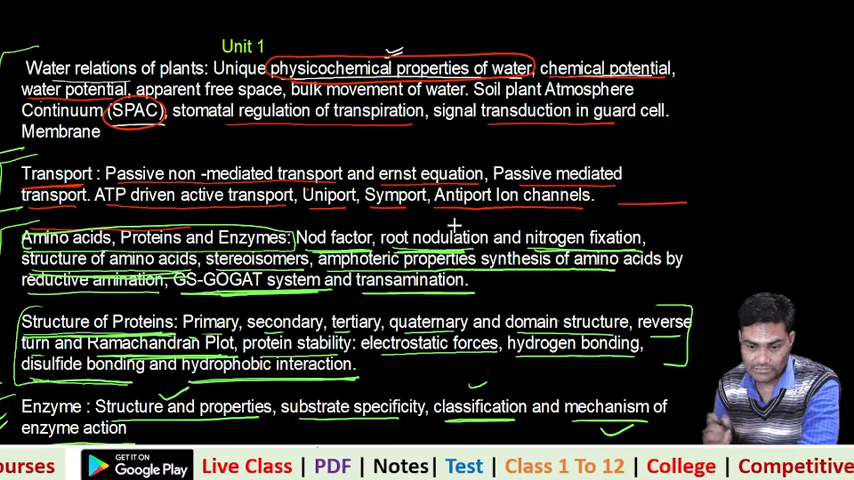 Unit 1
Water relations of plants: Unique physicochemical properties of water, chemical potential,
water potential, apparent free space, bulk movement of water. Soil plant Atmosphere
Continuum (SPAC), stomatal regulation of transpiration, signal transduction in guard cell.
Membrane
Transport : Passive non -mediated transport and ernst equation, Passive mediated
transport. ATP driven active transport, Uniport, Symport, Antiport Ion channels.
Amino acids, Proteins and Enzymes: Nod factor, root nodulation and nitrogen fixation,
structure of amino acids, stereoisomers, amphoteric properties synthesis of amino acids by
reductive amination, GS-GOGAT system and transamination.
Structure of Proteins: Primary, secondary, tertiary, quaternary and domain structure, reverse
turn and Ramachandran Plot, protein stability: electrostatic forces, hydrogen bonding,
disulfide bonding and hydrophobic interaction.
Enzyme : Structure and properties, substrate specificity, classification and mechanism of
enzyme action
ourses GET IT ON Google Play Live Class | PDF | Notes| Test | Class 1 To 12 | College | Competitive